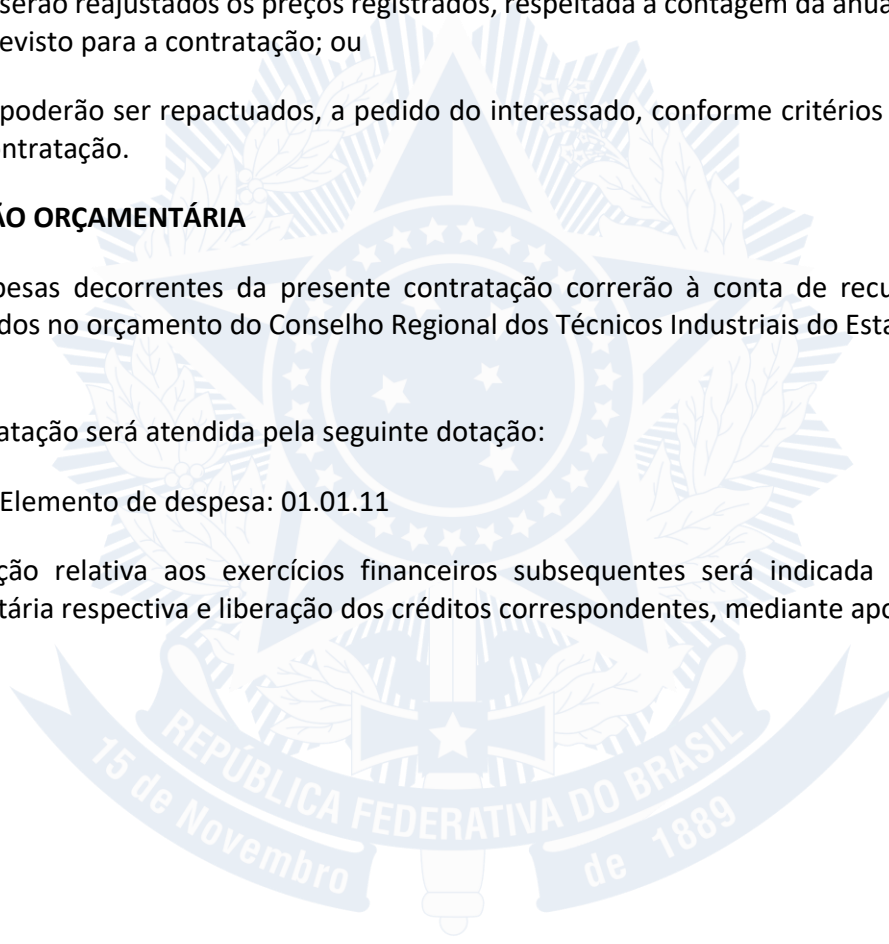 serão reajustados os preços registrados, respeitada a contagem da anua
evisto para a contratação; ou
poderão ser repactuados, a pedido do interessado, conforme critérios
ntratação.
ÃO ORÇAMENTÁRIA
pesas decorrentes da presente contratação correrão à conta de recu
dos no orçamento do Conselho Regional dos Técnicos Industriais do Esta
atação será atendida pela seguinte dotação:
Elemento de despesa: 01.01.11
ção relativa aos exercícios financeiros subsequentes será indicada
tária respectiva e liberação dos créditos correspondentes, mediante apo
REPÚBLICA FEDERATIVA DO BRASIL
15 de Novembro de 1889